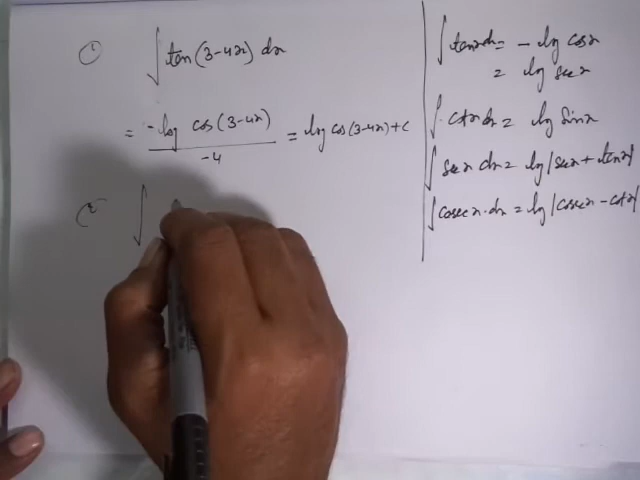 ① ∫ tan(3-4x) dx
= -log cos(3-4x) / -4 = log cos(3-4x)+c
② ∫
∫ tanx dx = - log cosx
= log secx
∫ cotx dx = log sinx
∫ secx dx = log|secx + tanx|
∫ cosecx·dx = log|cosecx - cotx|